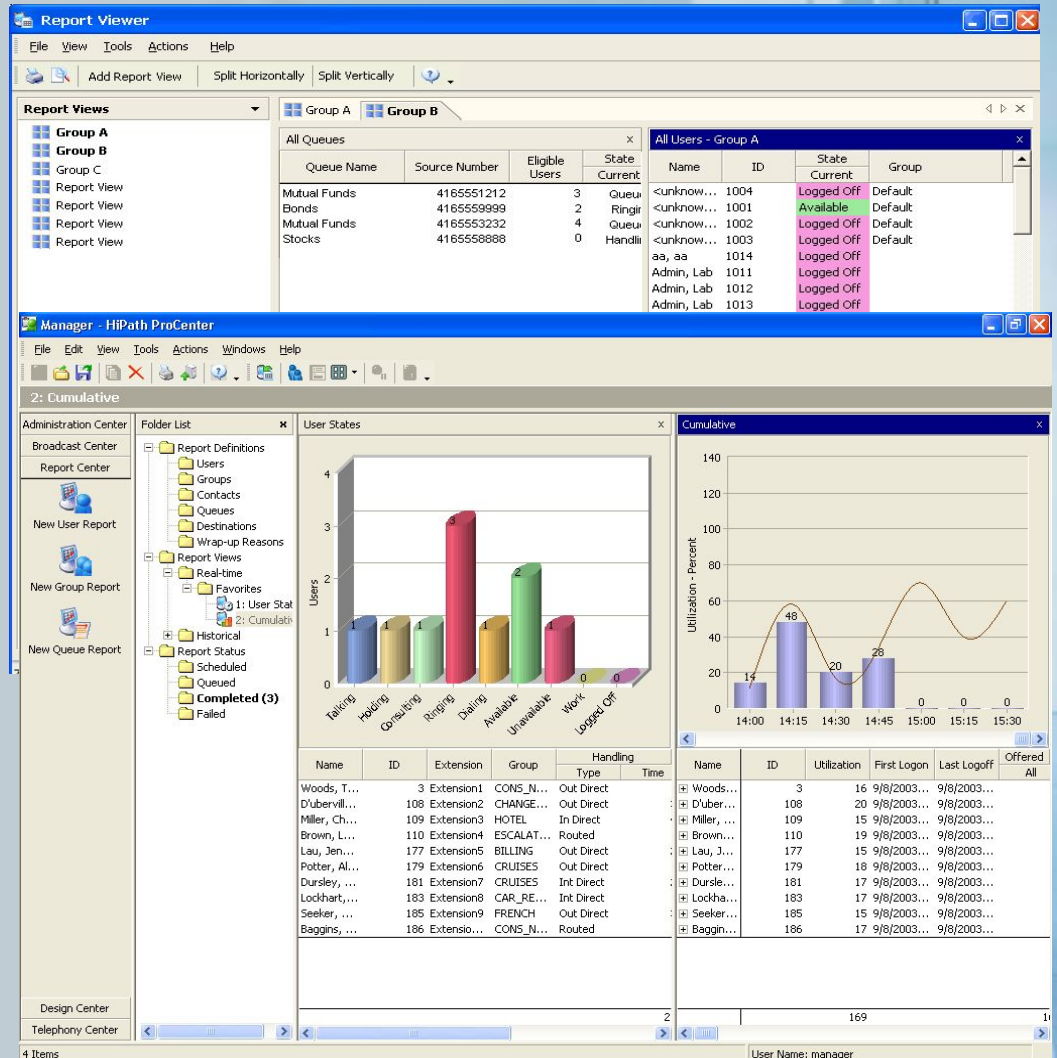 Report Viewer
File View Tools Actions Help
Add Report View Split Horizontally Split Vertically
Report Views
Group A
Group B
Group C
Report View
Report View
Report View
Report View
Group A Group B
All Queues x
Queue Name Source Number Eligible Users State Current
Mutual Funds 4165551212 3 Queu
Bonds 4165559999 2 Ringin
Mutual Funds 4165553232 4 Queu
Stocks 4165558888 0 Handli
All Users - Group A x
Name ID State Current Group
<unknow... 1004 Logged Off Default
<unknow... 1001 Available Default
<unknow... 1002 Logged Off Default
<unknow... 1003 Logged Off Default
aa, aa 1014 Logged Off
Admin, Lab 1011 Logged Off
Admin, Lab 1012 Logged Off
Admin, Lab 1013 Logged Off
Manager - HiPath ProCenter
File Edit View Tools Actions Windows Help
2: Cumulative
Administration Center
Broadcast Center
Report Center
New User Report
New Group Report
New Queue Report
Design Center
Telephony Center
Folder List
Report Definitions
Users
Groups
Contacts
Queues
Destinations
Wrap-up Reasons
Report Views
Real-time
Favorites
1: User Stat
2: Cumulativ
Historical
Report Status
Scheduled
Queued
Completed (3)
Failed
User States x
Users
4
3
2
1
0
1 1 1 3 1 2 1 0 0
Talking Holding Consulting Ringing Dialing Available Unavailable Work Logged Off
Name ID Extension Group Handling Type Time
Woods, T... 3 Extension1 CONS_N... Out Direct
D'ubervill... 108 Extension2 CHANGE... Out Direct
Miller, Ch... 109 Extension3 HOTEL In Direct
Brown, L... 110 Extension4 ESCALAT... Routed
Lau, Jen... 177 Extension5 BILLING Out Direct
Potter, Al... 179 Extension6 CRUISES Out Direct
Dursley, ... 181 Extension7 CRUISES Int Direct
Lockhart,... 183 Extension8 CAR_RE... Int Direct
Seeker, ... 185 Extension9 FRENCH Out Direct
Baggins, ... 186 Extensio... CONS_N... Routed
2
Cumulative x
Utilization - Percent
140
120
100
80
60
40
20
0
14 48 20 28 0 0 0
14:00 14:15 14:30 14:45 15:00 15:15 15:30
Name ID Utilization First Logon Last Logoff Offered All
Woods... 3 16 9/8/2003... 9/8/2003...
D'uber... 108 20 9/8/2003... 9/8/2003...
Miller, ... 109 15 9/8/2003... 9/8/2003...
Brown... 110 19 9/8/2003... 9/8/2003...
Lau, J... 177 15 9/8/2003... 9/8/2003...
Potter... 179 18 9/8/2003... 9/8/2003...
Dursle... 181 17 9/8/2003... 9/8/2003...
Lockha... 183 17 9/8/2003... 9/8/2003...
Seeker... 185 15 9/8/2003... 9/8/2003...
Baggin... 186 17 9/8/2003... 9/8/2003...
169
4 Items User Name: manager